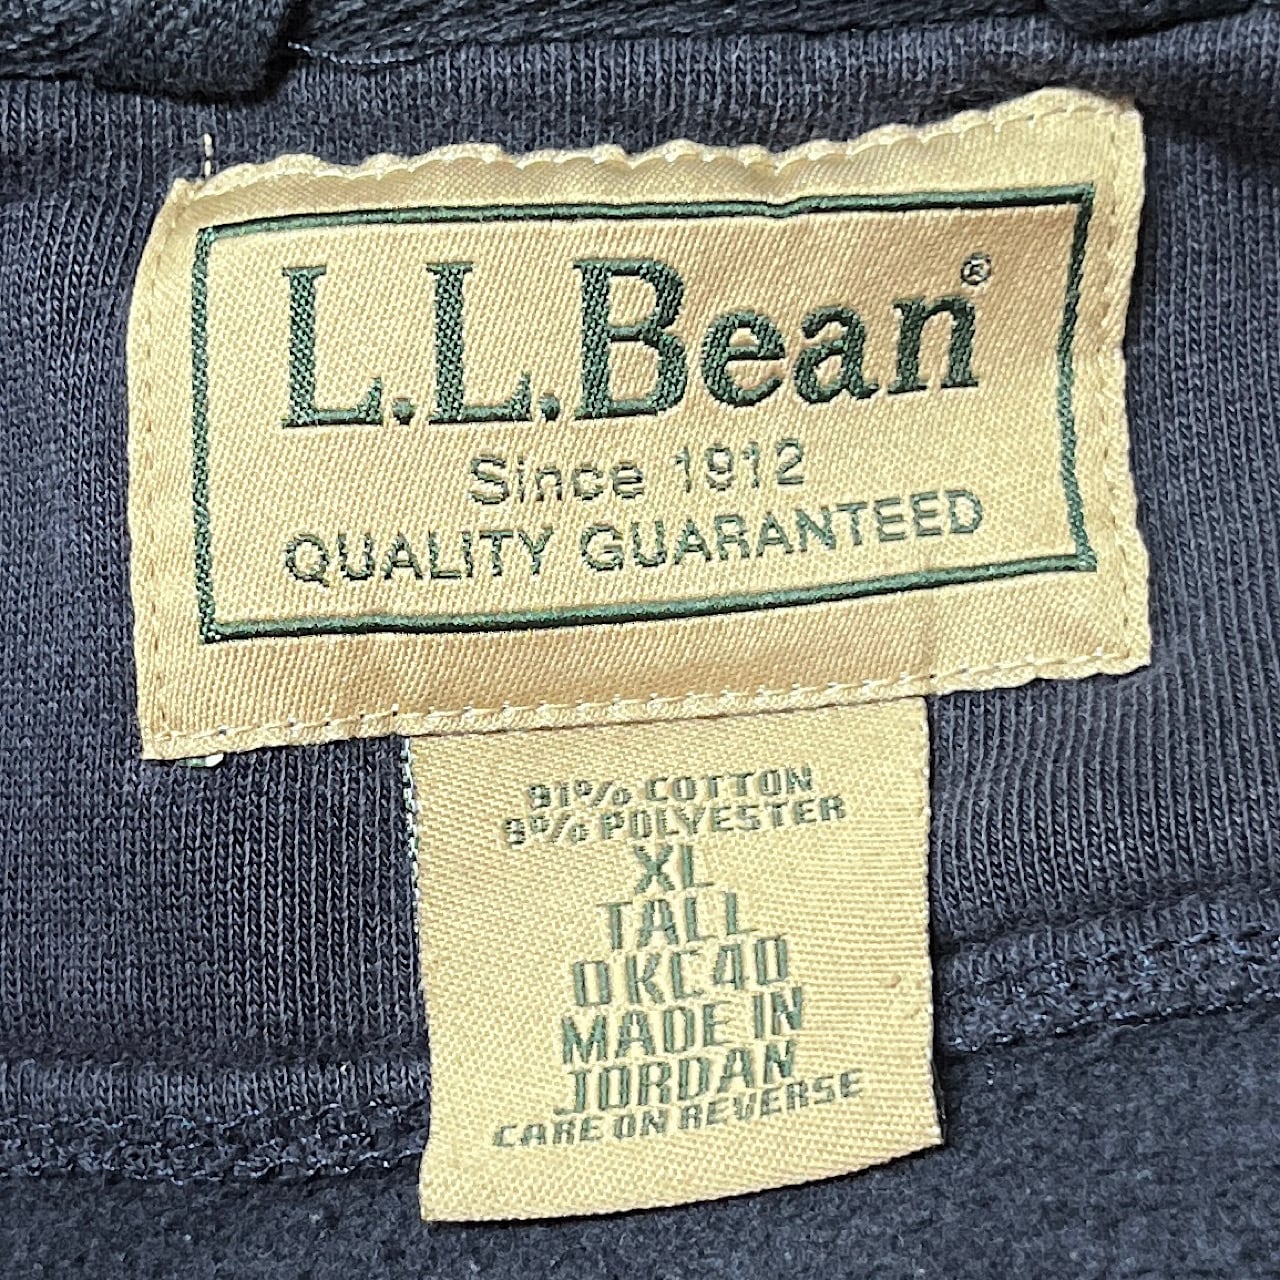 L.L.Bean®
Since 1912
QUALITY GUARANTEED
91% COTTON
9% POLYESTER
XL
TALL
0KC40
MADE IN
JORDAN
CARE ON REVERSE